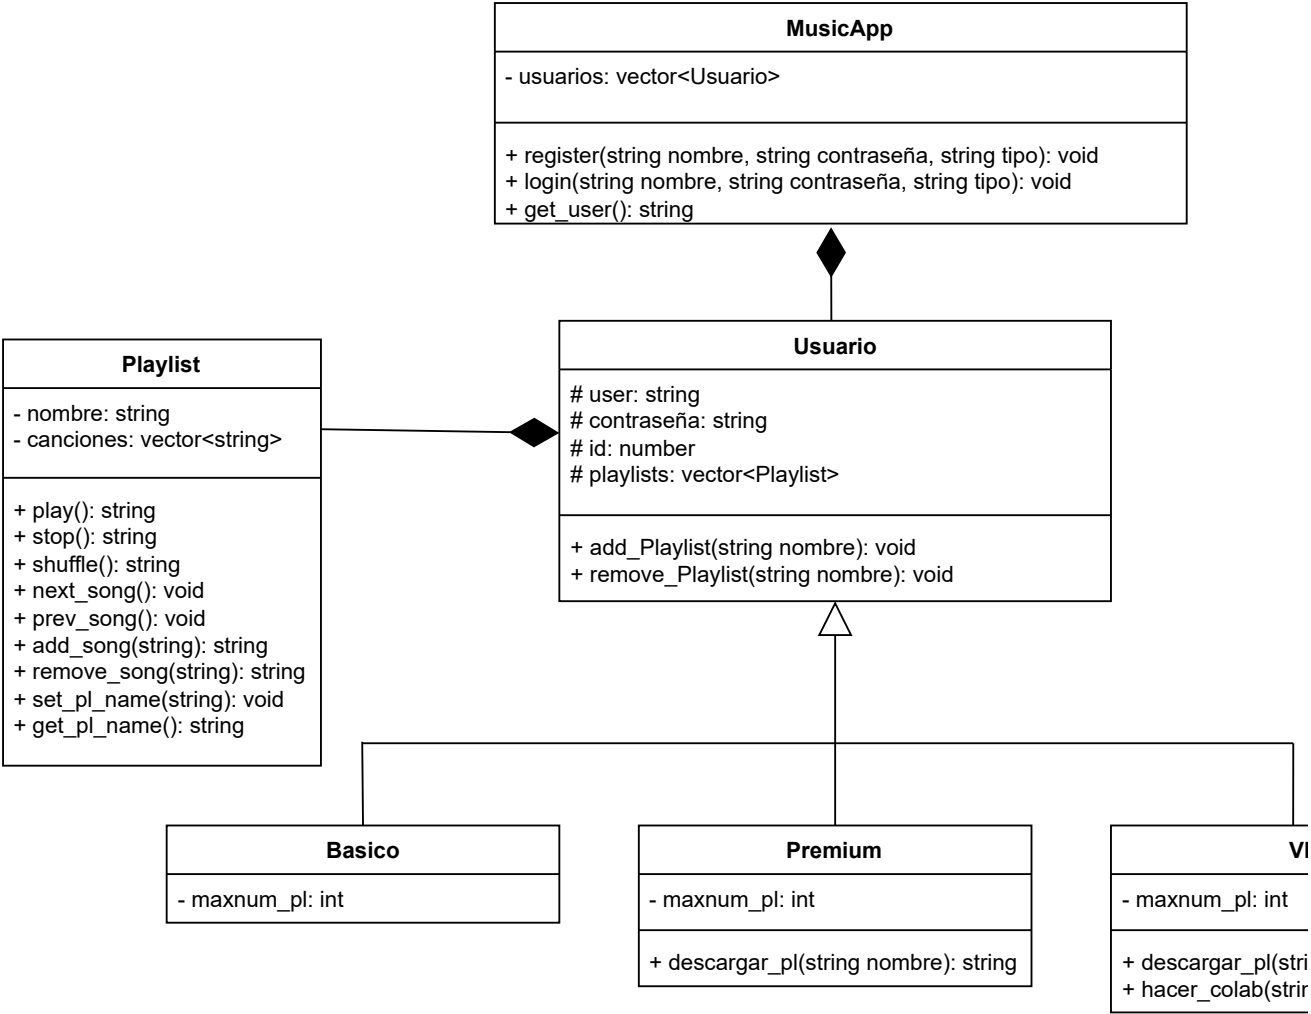 MusicApp
- usuarios: vector<Usuario>
+ register(string nombre, string contraseña, string tipo): void
+ login(string nombre, string contraseña, string tipo): void
+ get_user(): string
Playlist
- nombre: string
- canciones: vector<string>
+ play(): string
+ stop(): string
+ shuffle(): string
+ next_song(): void
+ prev_song(): void
+ add_song(string): string
+ remove_song(string): string
+ set_pl_name(string): void
+ get_pl_name(): string
Usuario
# user: string
# contraseña: string
# id: number
# playlists: vector<Playlist>
+ add_Playlist(string nombre): void
+ remove_Playlist(string nombre): void
Basico
- maxnum_pl: int
Premium
- maxnum_pl: int
+ descargar_pl(string nombre): string
- maxnum_pl: int
+ descargar_pl(stri
+ hacer_colab(strin